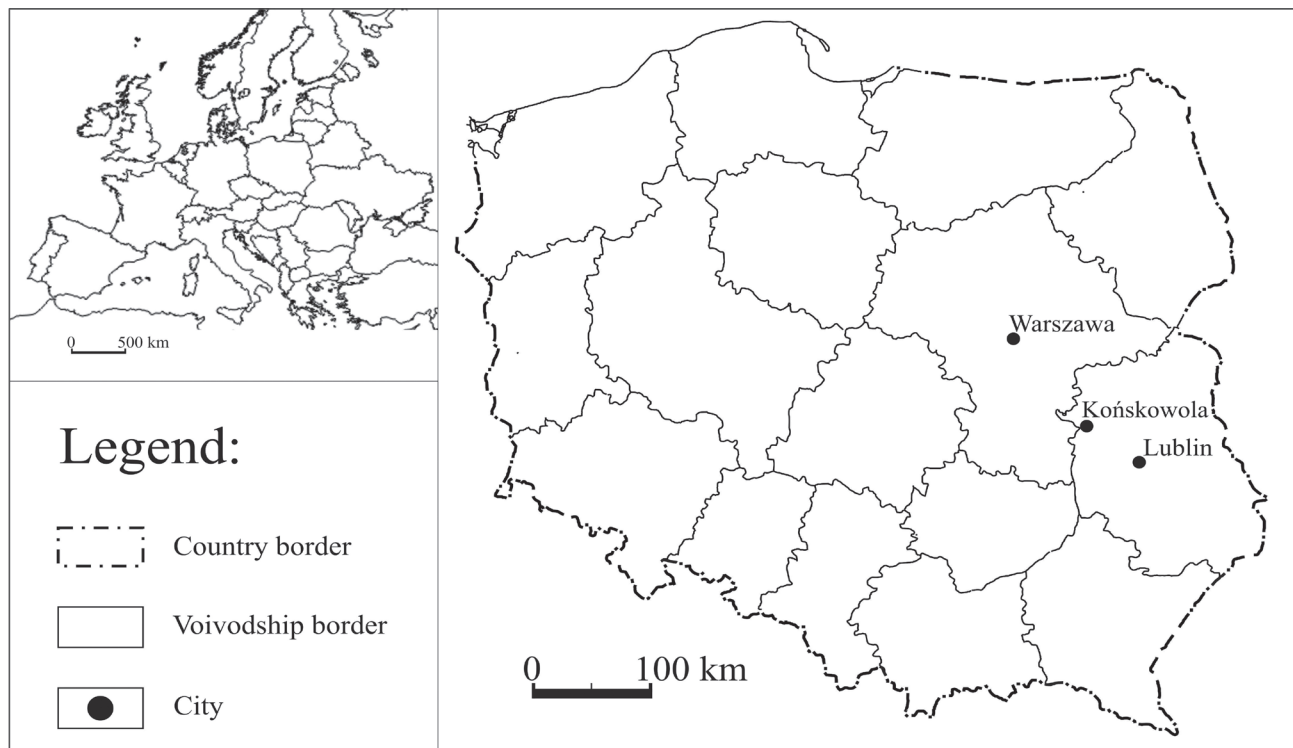 0 500 km
Legend:
Country border
Voivodship border
City
Warszawa
Końskowola
Lublin
0 100 km